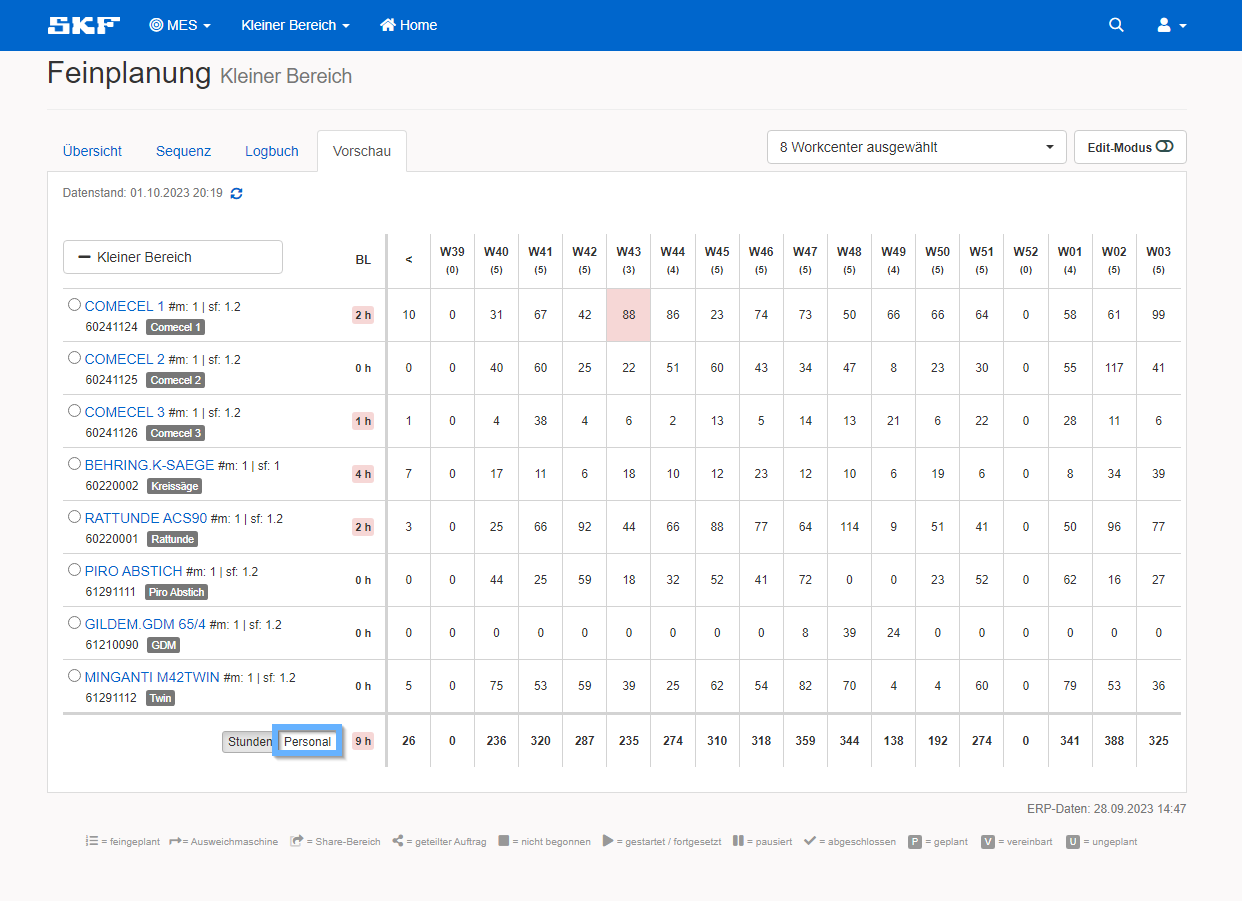 SKF MES Kleiner Bereich Home
Feinplanung Kleiner Bereich
Übersicht Sequenz Logbuch Vorschau 8 Workcenter ausgewählt Edit-Modus
Datenstand: 01.10.2023 20:19
Kleiner Bereich BL < W39 W40 W41 W42 W43 W44 W45 W46 W47 W48 W49 W50 W51 W52 W01 W02 W03
(0) (5) (5) (5) (3) (4) (5) (5) (5) (5) (4) (5) (5) (0) (4) (5) (5)
COMECEL 1 #m: 1 | sf: 1.2
60241124 Comecel 1
2 h 10 0 31 67 42 88 86 23 74 73 50 66 66 64 0 58 61 99
COMECEL 2 #m: 1 | sf: 1.2
60241125 Comecel 2
0 h 0 0 40 60 25 22 51 60 43 34 47 8 23 30 0 55 117 41
COMECEL 3 #m: 1 | sf: 1.2
60241126 Comecel 3
1 h 1 0 4 38 4 6 2 13 5 14 13 21 6 22 0 28 11 6
BEHRING.K-SAEGE #m: 1 | sf: 1
60220002 Kreissäge
4 h 7 0 17 11 6 18 10 12 23 12 10 6 19 6 0 8 34 39
RATTUNDE ACS90 #m: 1 | sf: 1.2
60220001 Rattunde
2 h 3 0 25 66 92 44 66 88 77 64 114 9 51 41 0 50 96 77
PIRO ABSTICH #m: 1 | sf: 1.2
61291111 Piro Abstich
0 h 0 0 44 25 59 18 32 52 41 72 0 0 23 52 0 62 16 27
GILDEM.GDM 65/4 #m: 1 | sf: 1.2
61210090 GDM
0 h 0 0 0 0 0 0 0 0 0 8 39 24 0 0 0 0 0 0
MINGANTI M42TWIN #m: 1 | sf: 1.2
61291112 Twin
0 h 5 0 75 53 59 39 25 62 54 82 70 4 4 60 0 79 53 36
Stunden Personal 9 h 26 0 236 320 287 235 274 310 318 359 344 138 192 274 0 341 388 325
ERP-Daten: 28.09.2023 14:47
= feingeplant = Ausweichmaschine = Share-Bereich = geteilter Auftrag = nicht begonnen = gestartet / fortgesetzt = pausiert = abgeschlossen P = geplant V = vereinbart U = ungeplant